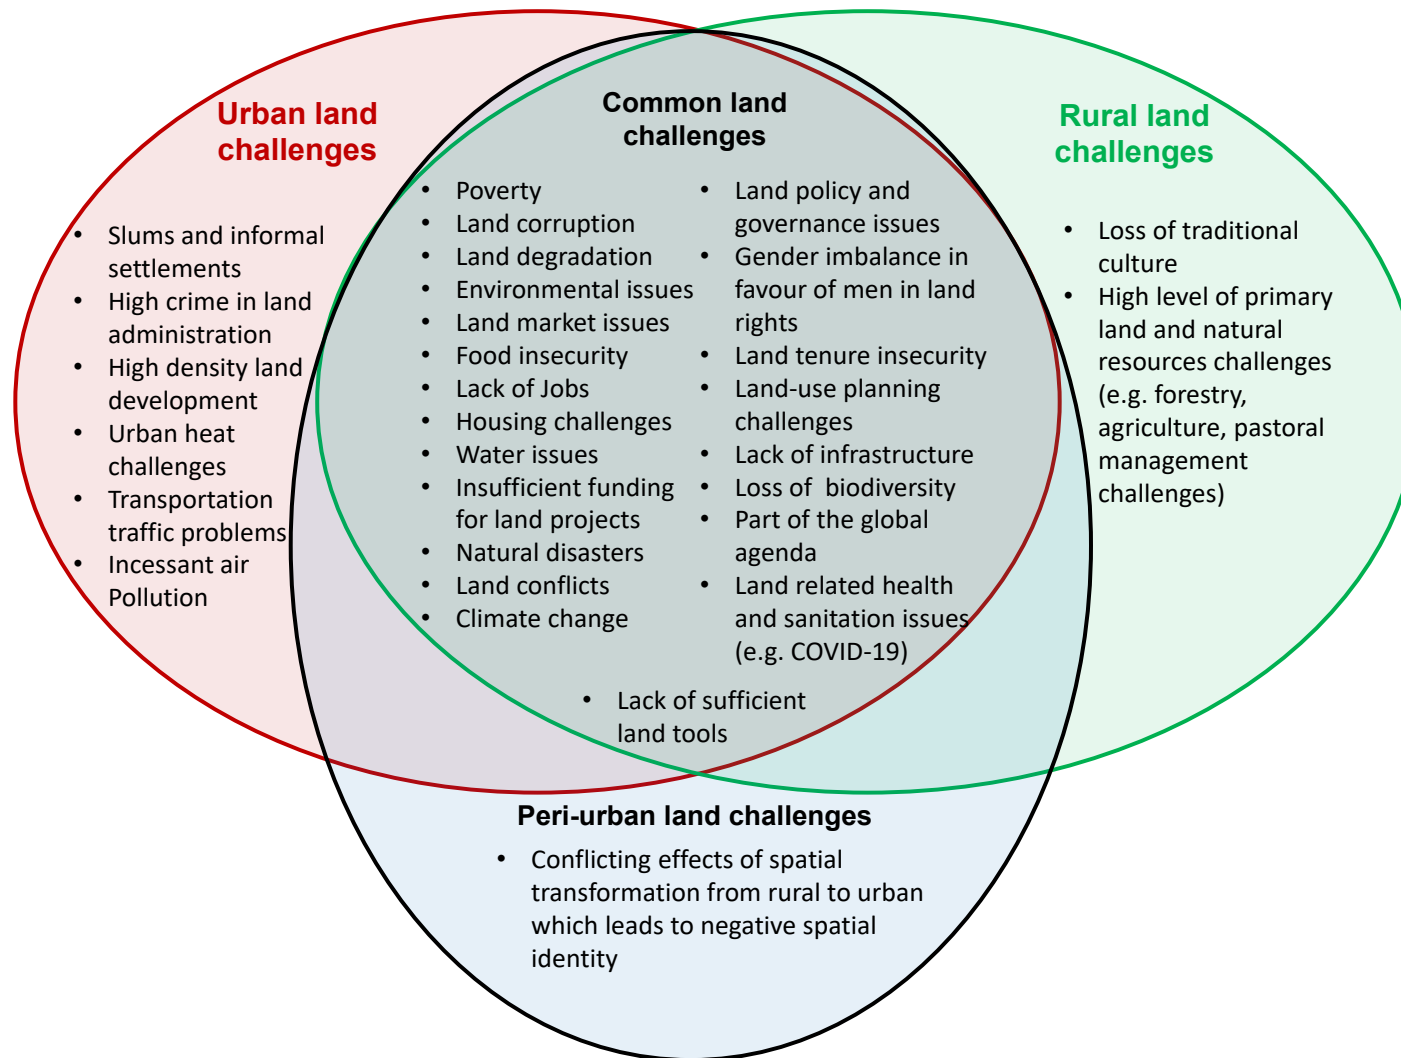 Urban land
challenges
• Slums and informal
settlements
• High crime in land
administration
• High density land
development
• Urban heat
challenges
• Transportation
traffic problems
• Incessant air
Pollution
Common land
challenges
• Poverty
• Land corruption
• Land degradation
• Environmental issues
• Land market issues
• Food insecurity
• Lack of Jobs
• Housing challenges
• Water issues
• Insufficient funding
for land projects
• Natural disasters
• Land conflicts
• Climate change
• Land policy and
governance issues
• Gender imbalance in
favour of men in land
rights
• Land tenure insecurity
• Land-use planning
challenges
• Lack of infrastructure
• Loss of  biodiversity
• Part of the global
agenda
• Land related health
and sanitation issues
(e.g. COVID-19)
• Lack of sufficient
land tools
Rural land
challenges
• Loss of traditional
culture
• High level of primary
land and natural
resources challenges
(e.g. forestry,
agriculture, pastoral
management
challenges)
Peri-urban land challenges
• Conflicting effects of spatial
transformation from rural to urban
which leads to negative spatial
identity